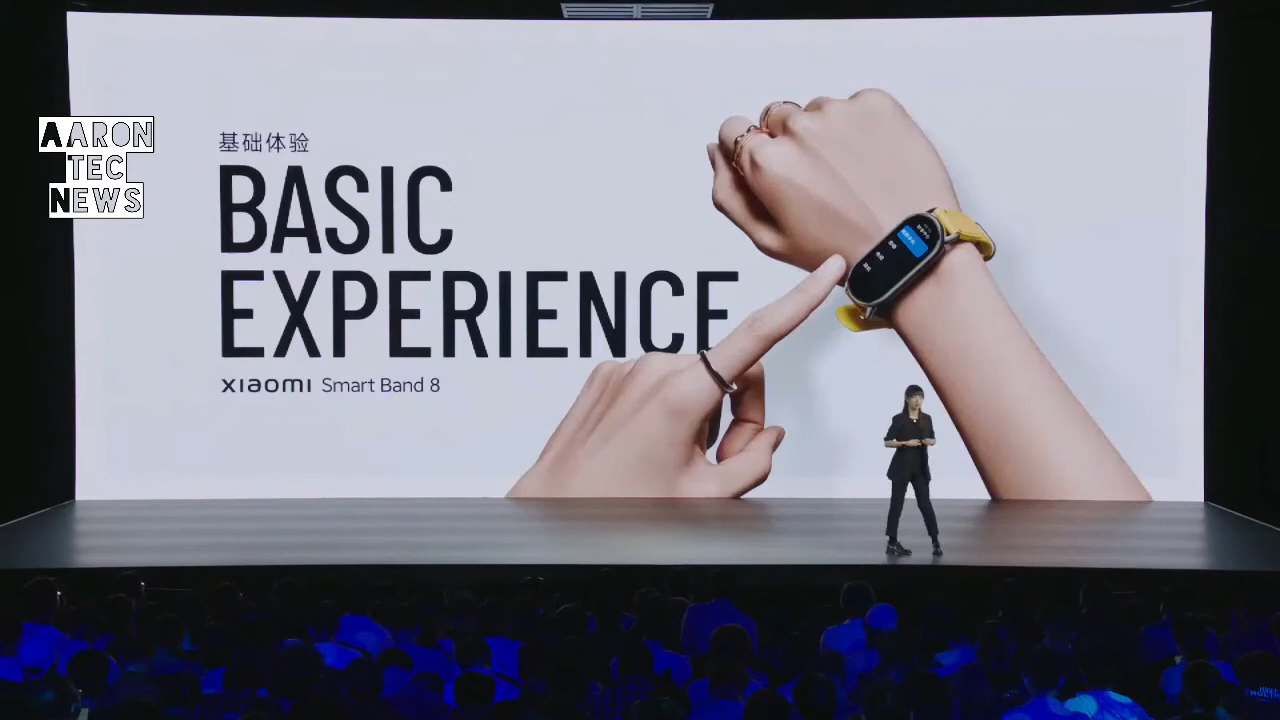 AARON
TEC
NEWS
基础体验
BASIC
EXPERIENCE
xiaomi Smart Band 8